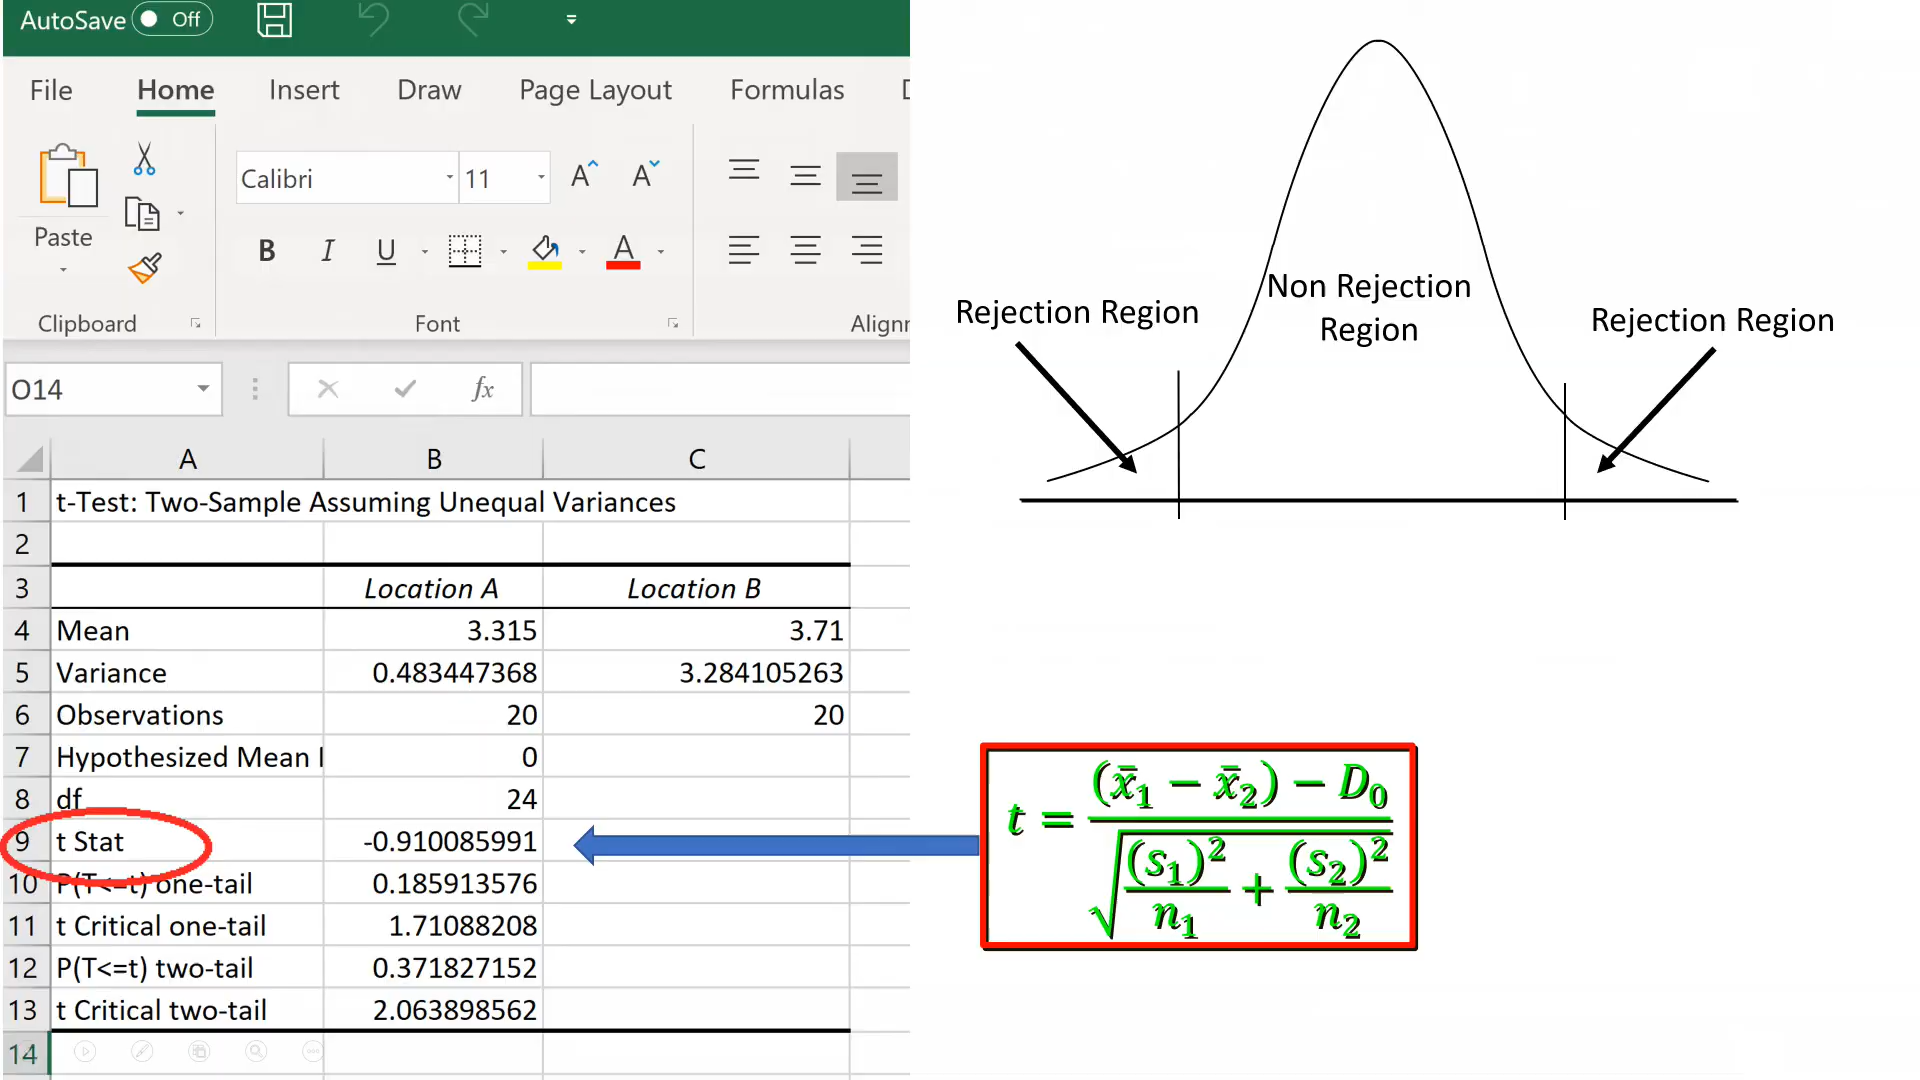 AutoSave Off
File Home Insert Draw Page Layout Formulas
Calibri 11
Paste
B I U A
Clipboard Font
O14 fx
A B C
1 t-Test: Two-Sample Assuming Unequal Variances
2
3 Location A Location B
4 Mean 3.315 3.71
5 Variance 0.483447368 3.284105263
6 Observations 20 20
7 Hypothesized Mean 0
8 df 24
9 t Stat -0.910085991
10 P(T<=t) one-tail 0.185913576
11 t Critical one-tail 1.71088208
12 P(T<=t) two-tail 0.371827152
13 t Critical two-tail 2.063898562
14
Rejection Region
Non Rejection
Region
Rejection Region
t = ((x̄₁ − x̄₂) − D₀) / √((s₁)²/n₁ + (s₂)²/n₂)